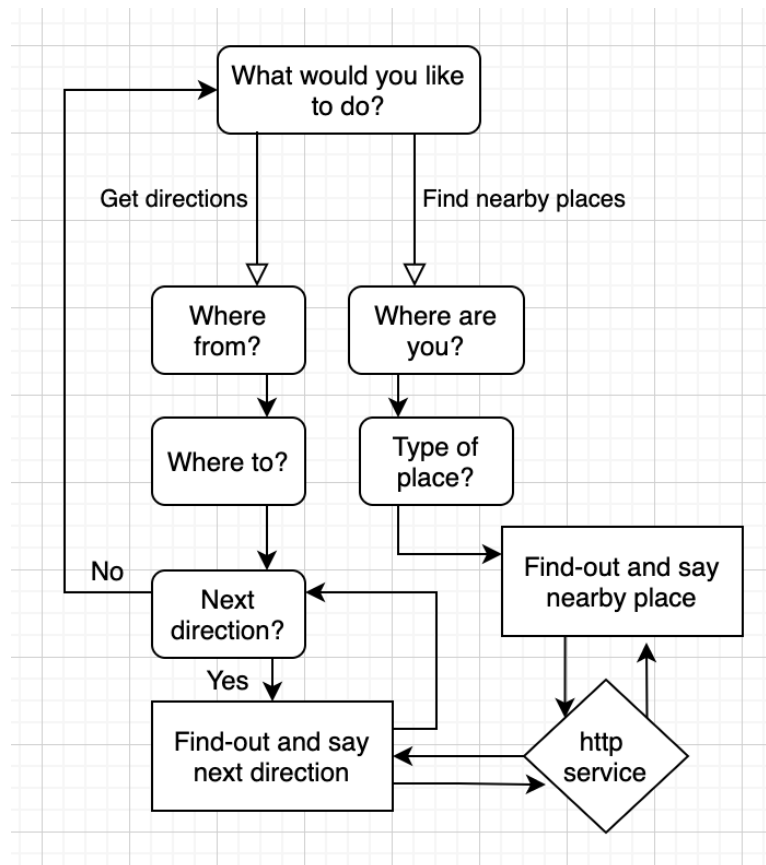 What would you like
to do?
Get directions
Find nearby places
Where
from?
Where are
you?
Where to?
Type of
place?
No
Next
direction?
Find-out and say
nearby place
Yes
Find-out and say
next direction
http
service